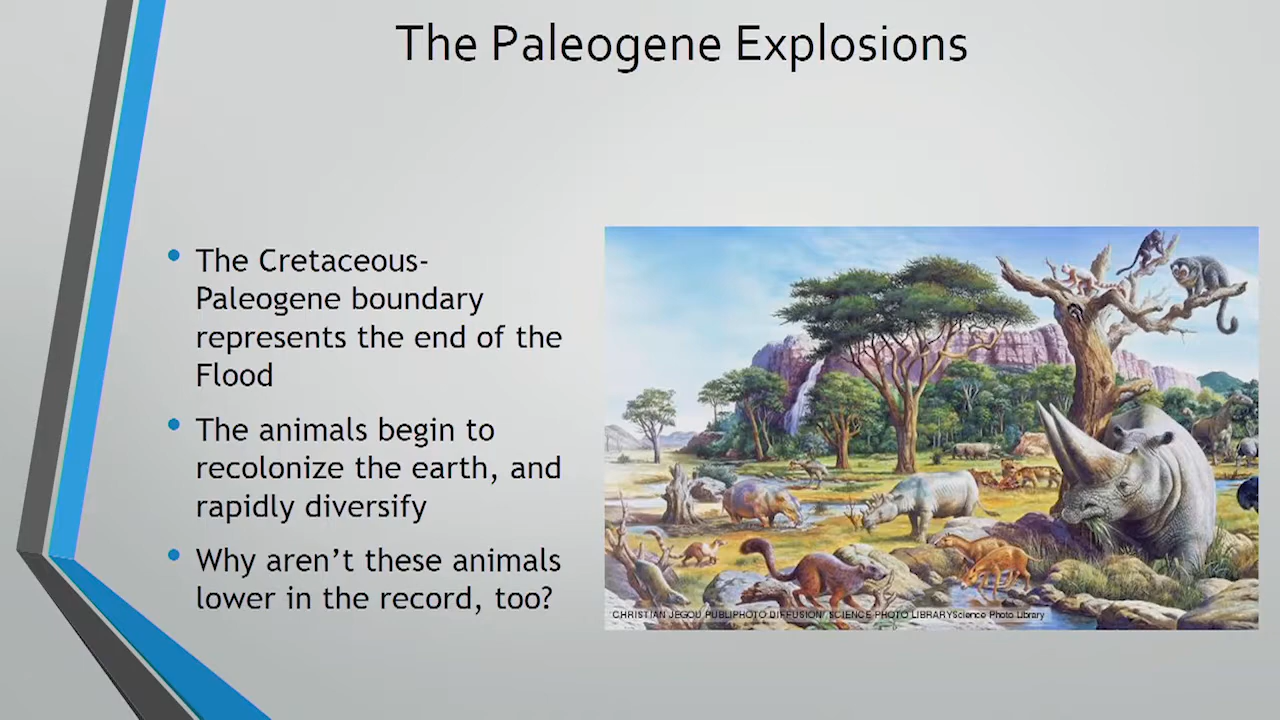 The Paleogene Explosions
The Cretaceous-
Paleogene boundary
represents the end of the
Flood
The animals begin to
recolonize the earth, and
rapidly diversify
Why aren't these animals
lower in the record, too?
CHRISTIAN JEGOU PUBLIPHOTO DIFFUSION/ SCIENCE PHOTO LIBRARYScience Photo Library